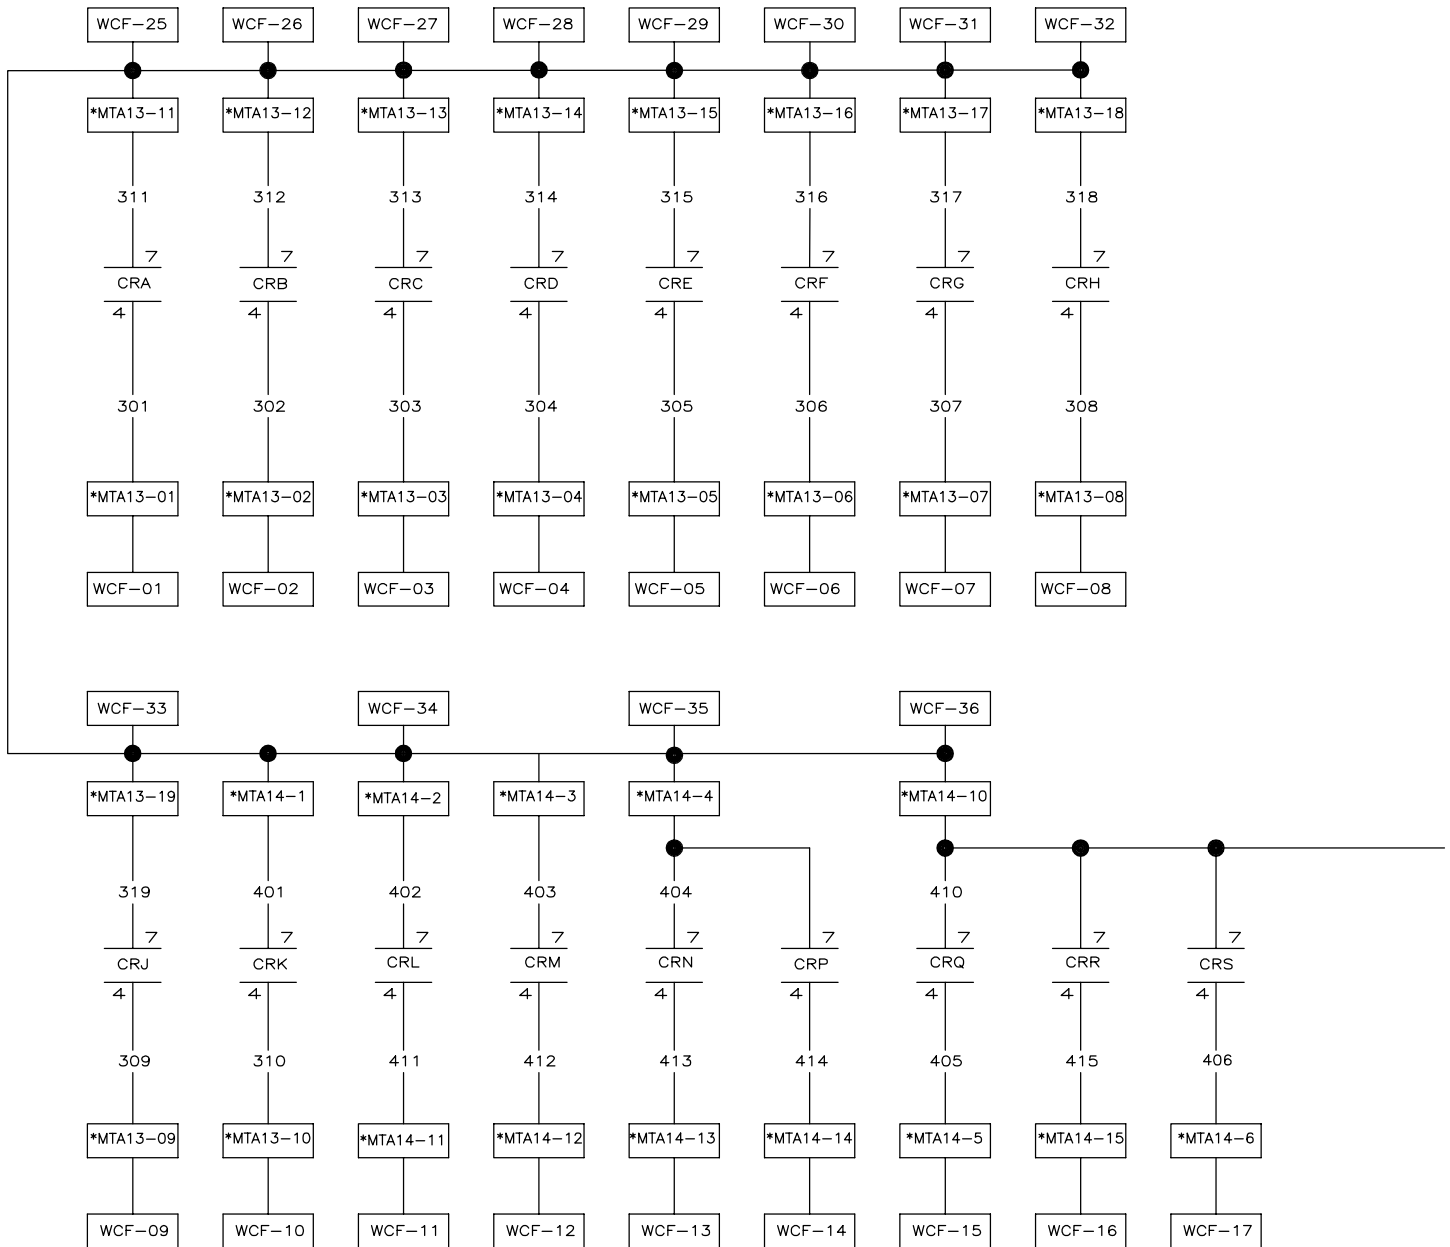 WCF-25 WCF-26 WCF-27 WCF-28 WCF-29 WCF-30 WCF-31 WCF-32
*MTA13-11 *MTA13-12 *MTA13-13 *MTA13-14 *MTA13-15 *MTA13-16 *MTA13-17 *MTA13-18
311 312 313 314 315 316 317 318
7 7 7 7 7 7 7 7
CRA CRB CRC CRD CRE CRF CRG CRH
4 4 4 4 4 4 4 4
301 302 303 304 305 306 307 308
*MTA13-01 *MTA13-02 *MTA13-03 *MTA13-04 *MTA13-05 *MTA13-06 *MTA13-07 *MTA13-08
WCF-01 WCF-02 WCF-03 WCF-04 WCF-05 WCF-06 WCF-07 WCF-08
WCF-33 WCF-34 WCF-35 WCF-36
*MTA13-19 *MTA14-1 *MTA14-2 *MTA14-3 *MTA14-4 *MTA14-10
319 401 402 403 404 410
7 7 7 7 7 7 7 7 7
CRJ CRK CRL CRM CRN CRP CRQ CRR CRS
4 4 4 4 4 4 4 4 4
309 310 411 412 413 414 405 415 406
*MTA13-09 *MTA13-10 *MTA14-11 *MTA14-12 *MTA14-13 *MTA14-14 *MTA14-5 *MTA14-15 *MTA14-6
WCF-09 WCF-10 WCF-11 WCF-12 WCF-13 WCF-14 WCF-15 WCF-16 WCF-17